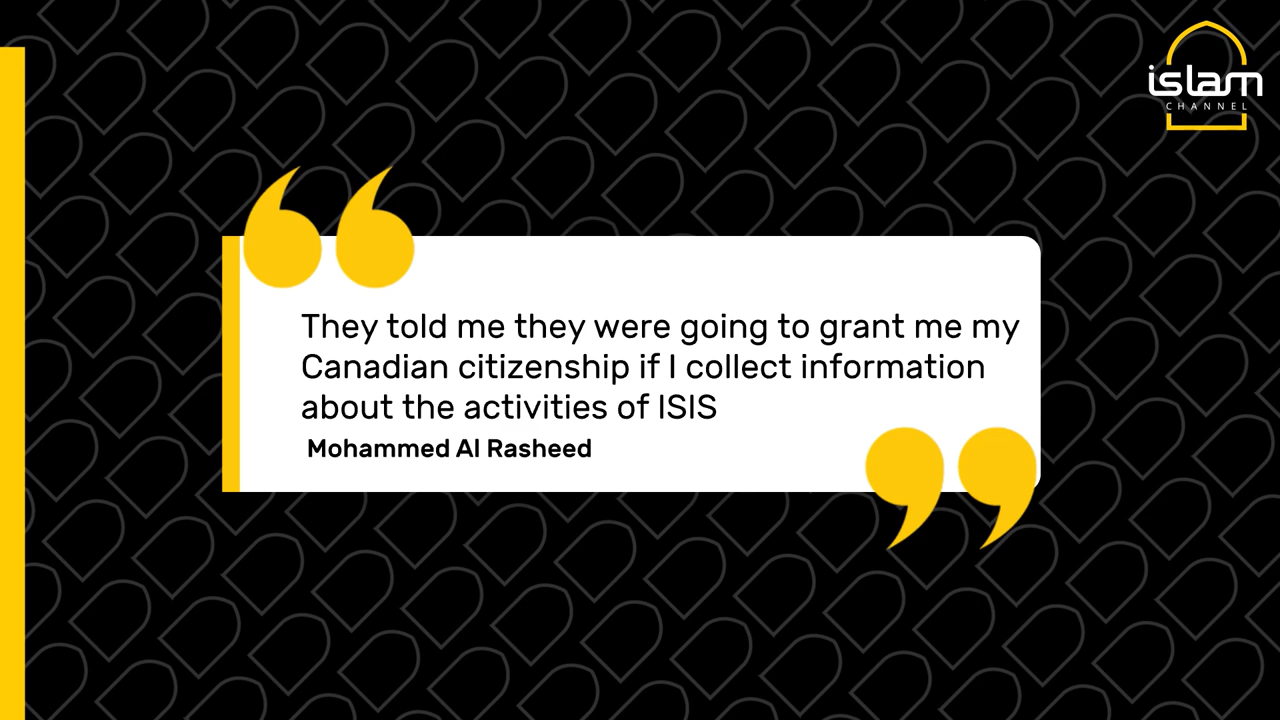 islam
CHANNEL
They told me they were going to grant me my
Canadian citizenship if I collect information
about the activities of ISIS
Mohammed Al Rasheed